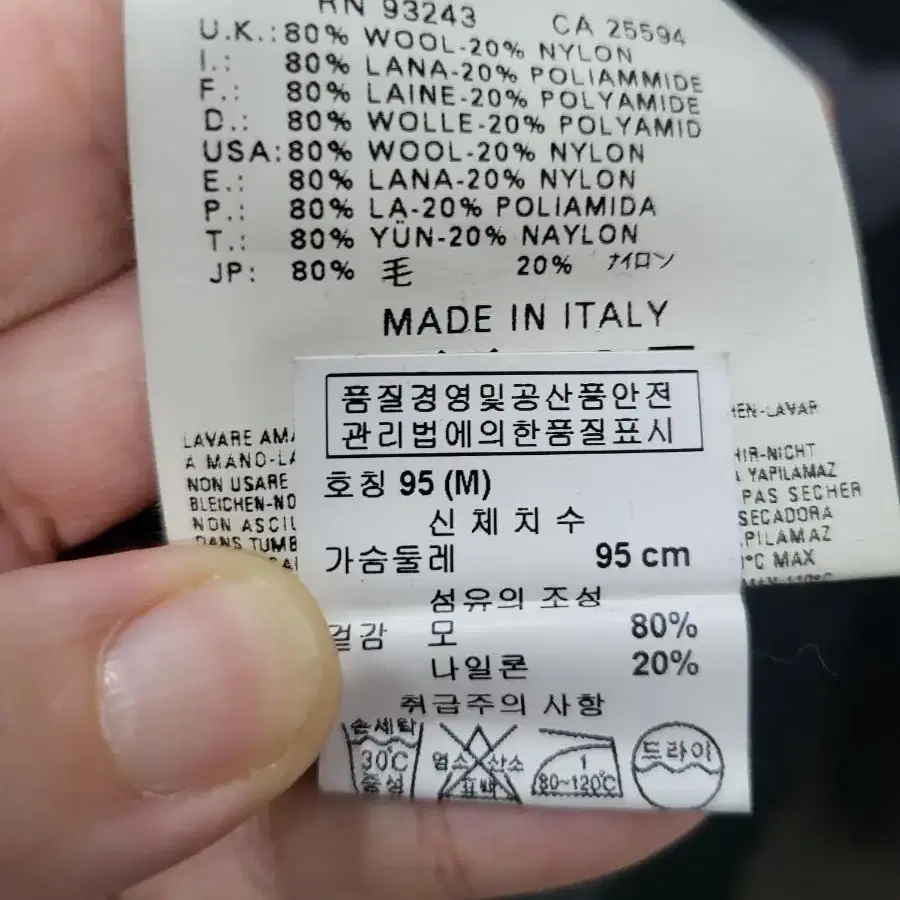 RN 93243 CA 25594
U.K.: 80% WOOL-20% NYLON
I.: 80% LANA-20% POLIAMMIDE
F.: 80% LAINE-20% POLYAMIDE
D.: 80% WOLLE-20% POLYAMID
USA: 80% WOOL-20% NYLON
E.: 80% LANA-20% NYLON
P.: 80% LA-20% POLIAMIDA
T.: 80% YÜN-20% NAYLON
JP: 80% 毛 20% ナイロン
MADE IN ITALY
LAVARE
A MANO-
NON USARE
BLEICHEN-
NON
DANS
-LAVAR
-NICHT
YAPILAMAZ
PAS SECHER
SECADORA
°C MAX
품질경영및공산품안전
관리법에의한품질표시
호칭 95 (M)
신체치수
가슴둘레 95 cm
섬유의 조성
겉감 모 80%
나일론 20%
취급주의 사항
손세탁
30℃
중성
염소 산소
표백
1
80~120℃
드라이